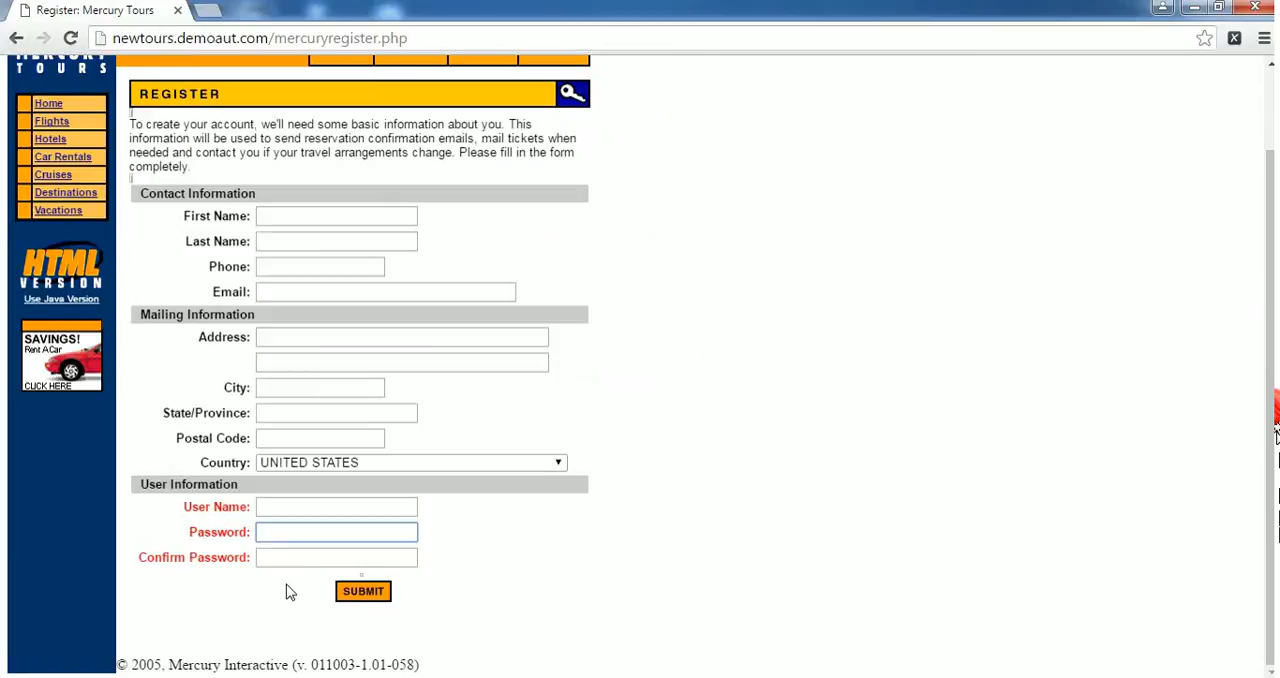 Register: Mercury Tours
newtours.demoaut.com/mercuryregister.php
TOURS
Home
Flights
Hotels
Car Rentals
Cruises
Destinations
Vacations
HTML
VERSION
Use Java Version
SAVINGS!
Rent A Car
CLICK HERE
REGISTER
To create your account, we'll need some basic information about you. This
information will be used to send reservation confirmation emails, mail tickets when
needed and contact you if your travel arrangements change. Please fill in the form
completely.
Contact Information
First Name:
Last Name:
Phone:
Email:
Mailing Information
Address:
City:
State/Province:
Postal Code:
Country: UNITED STATES
User Information
User Name:
Password:
Confirm Password:
SUBMIT
© 2005, Mercury Interactive (v. 011003-1.01-058)